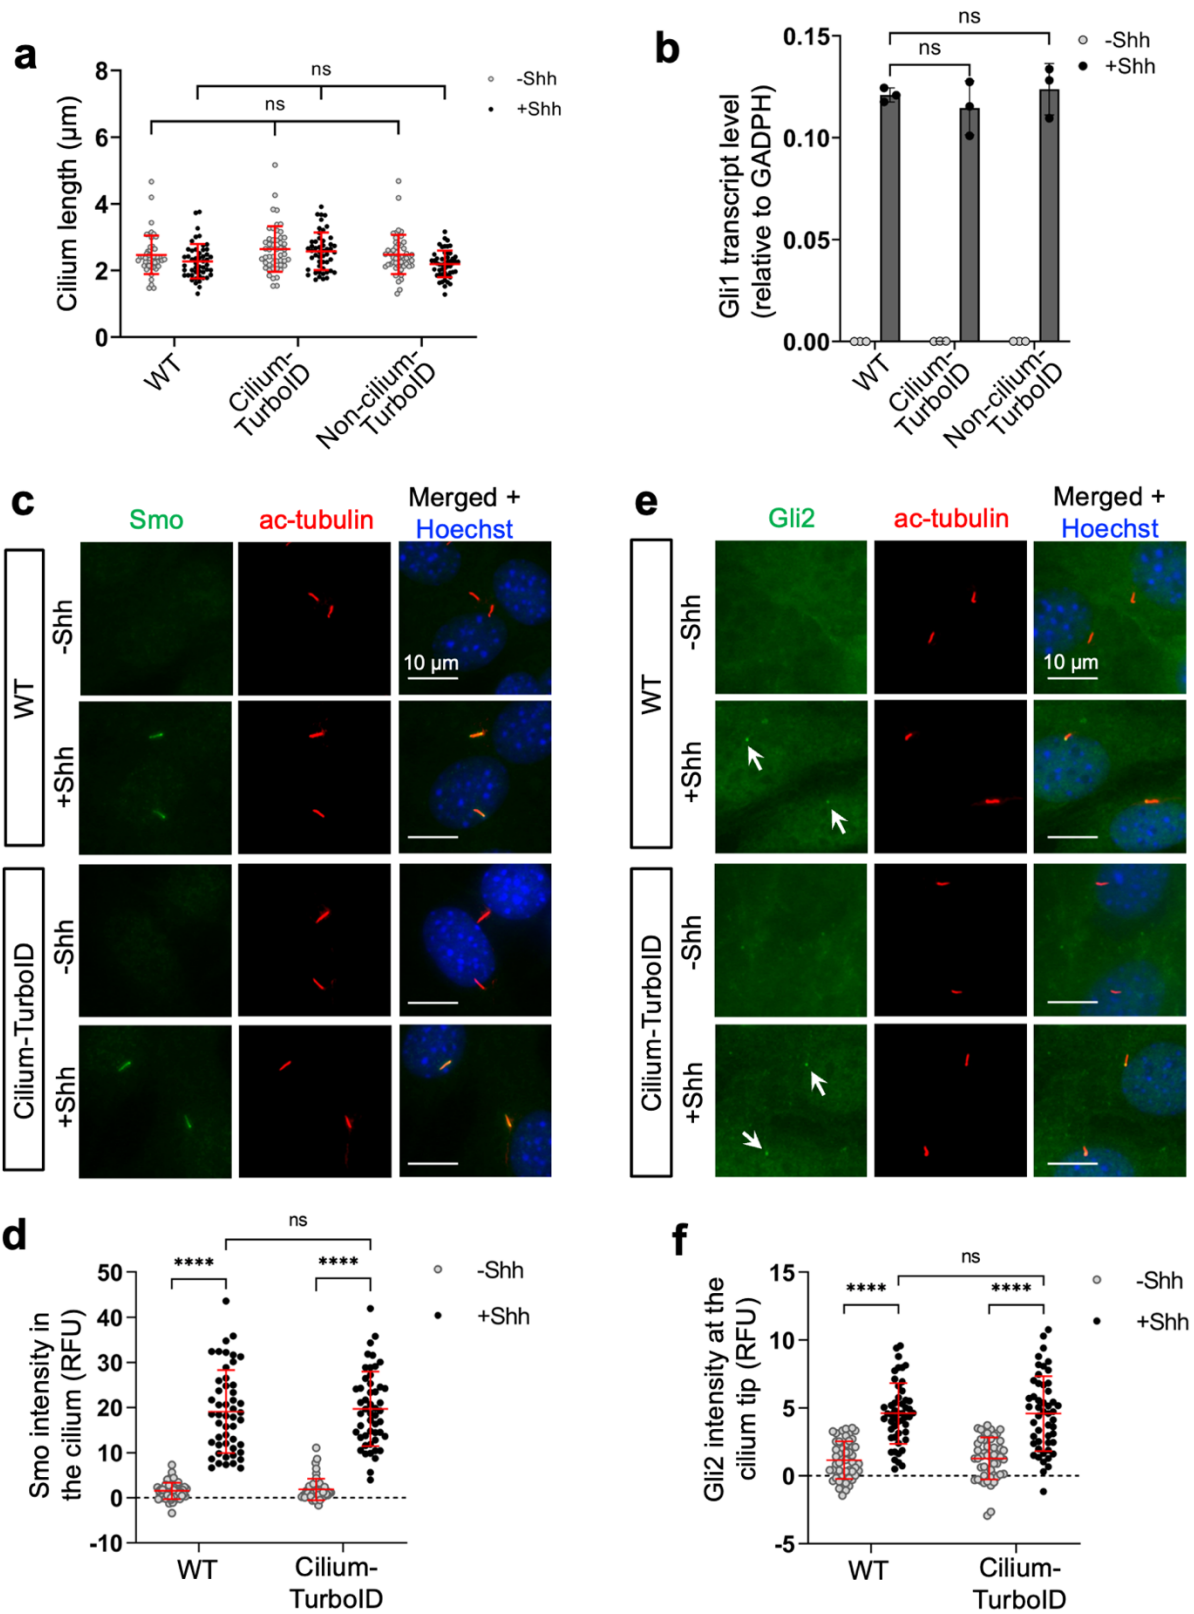 a
Cilium length (μm)
8
6
4
2
0
ns
ns
-Shh
+Shh
WT
Cilium-
TurboID
Non-cilium-
TurboID
b
Gli1 transcript level
(relative to GADPH)
0.15
0.10
0.05
0.00
ns
ns
-Shh
+Shh
WT
Cilium-
TurboID
Non-cilium-
TurboID
c
Smo
ac-tubulin
Merged +
Hoechst
WT
-Shh
10 μm
+Shh
Cilium-TurboID
-Shh
+Shh
e
Gli2
ac-tubulin
Merged +
Hoechst
WT
-Shh
10 μm
+Shh
Cilium-TurboID
-Shh
+Shh
d
Smo intensity in
the cilium (RFU)
50
40
30
20
10
0
-10
ns
****
****
-Shh
+Shh
WT
Cilium-
TurboID
f
Gli2 intensity at the
cilium tip (RFU)
15
10
5
0
-5
ns
****
****
-Shh
+Shh
WT
Cilium-
TurboID